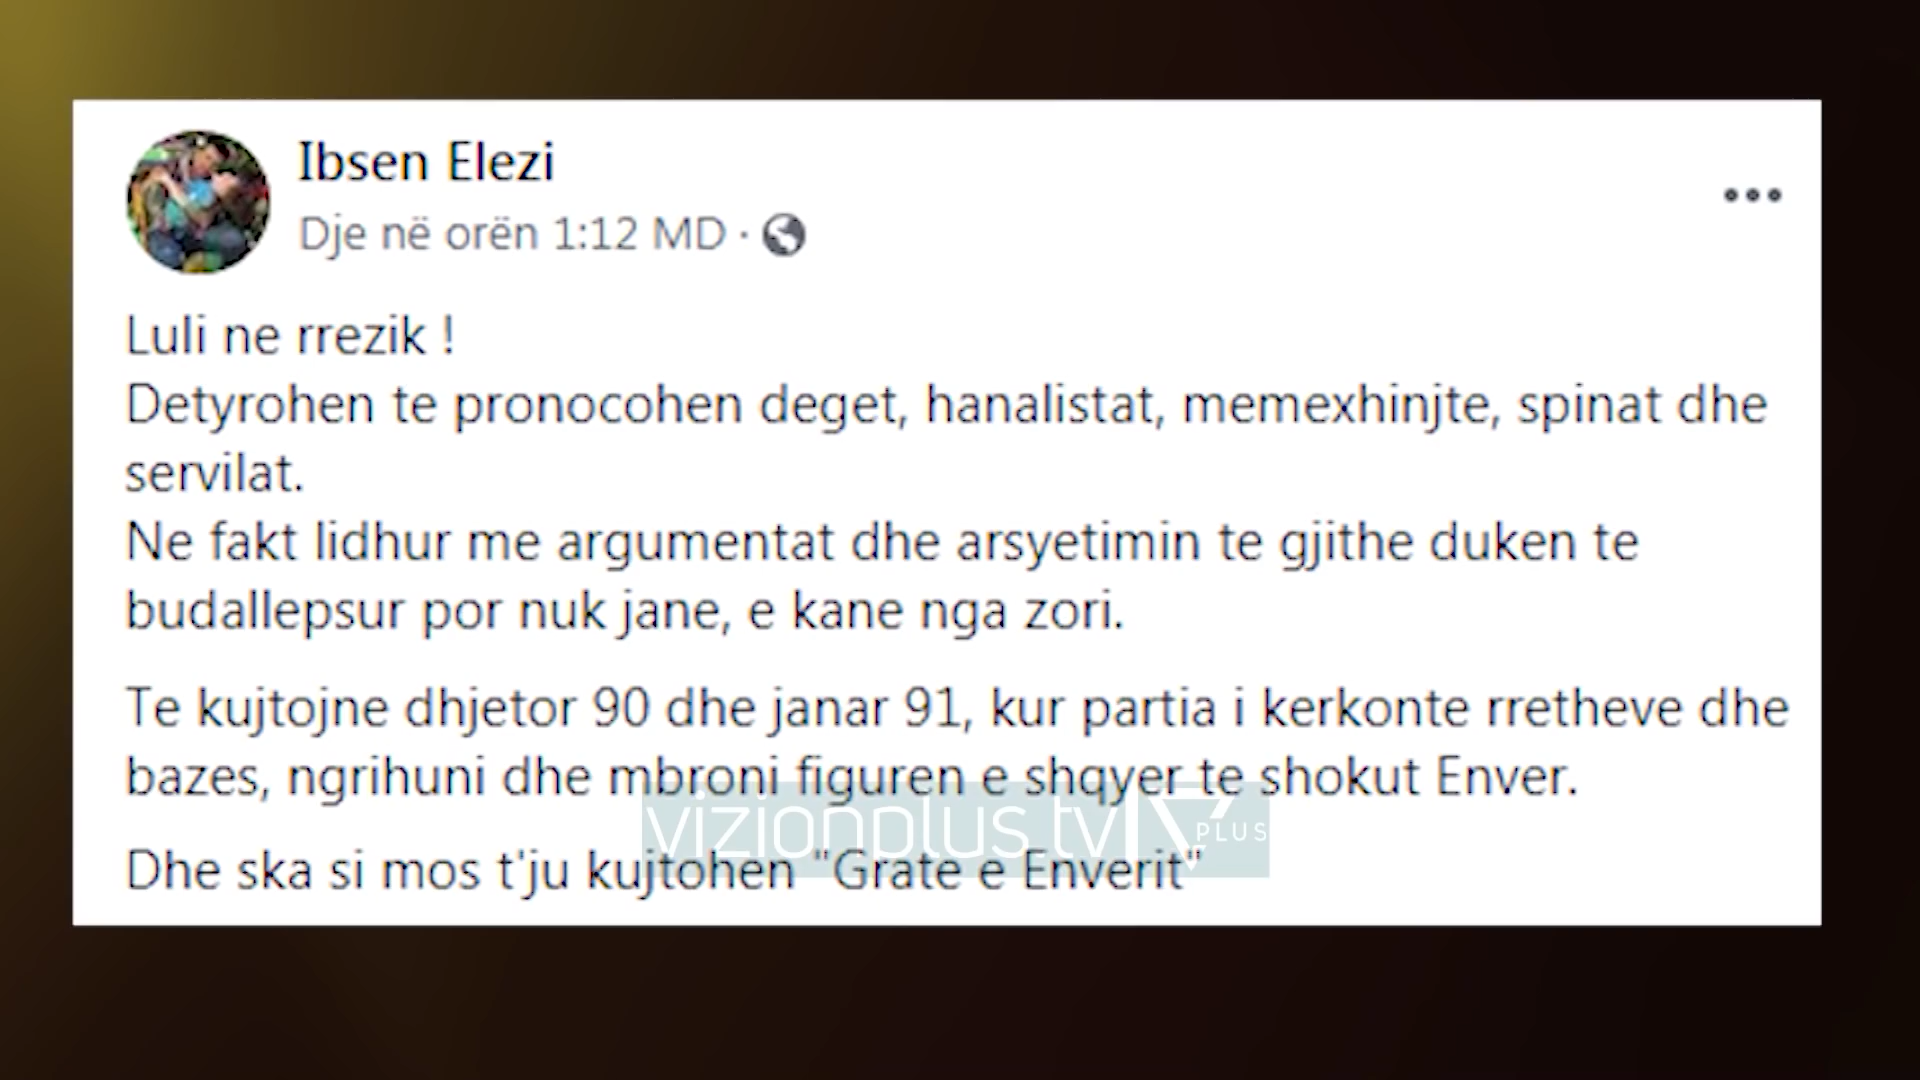 Ibsen Elezi
Dje në orën 1:12 MD ·
Luli ne rrezik !
Detyrohen te pronocohen deget, hanalistat, memexhinjte, spinat dhe
servilat.
Ne fakt lidhur me argumentat dhe arsyetimin te gjithe duken te
budallepsur por nuk jane, e kane nga zori.
Te kujtojne dhjetor 90 dhe janar 91, kur partia i kerkonte rretheve dhe
bazes, ngrihuni dhe mbroni figuren e shqyer te shokut Enver.
vizionplus.tv PLUS
Dhe ska si mos t'ju kujtohen "Grate e Enverit"